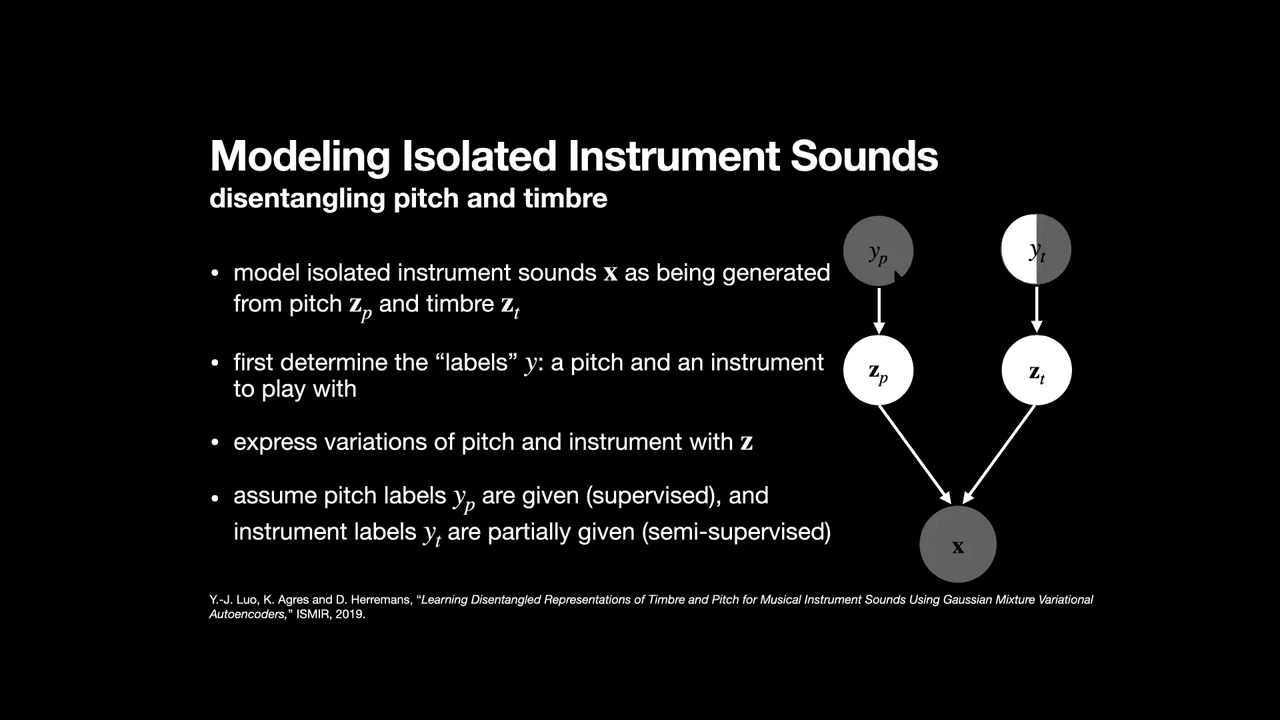 Modeling Isolated Instrument Sounds
disentangling pitch and timbre
• model isolated instrument sounds x as being generated
from pitch z_p and timbre z_t
• first determine the “labels” y: a pitch and an instrument
to play with
• express variations of pitch and instrument with z
• assume pitch labels y_p are given (supervised), and
instrument labels y_t are partially given (semi-supervised)
y_p
y_t
z_p
z_t
x
Y.-J. Luo, K. Agres and D. Herremans, “Learning Disentangled Representations of Timbre and Pitch for Musical Instrument Sounds Using Gaussian Mixture Variational
Autoencoders,” ISMIR, 2019.